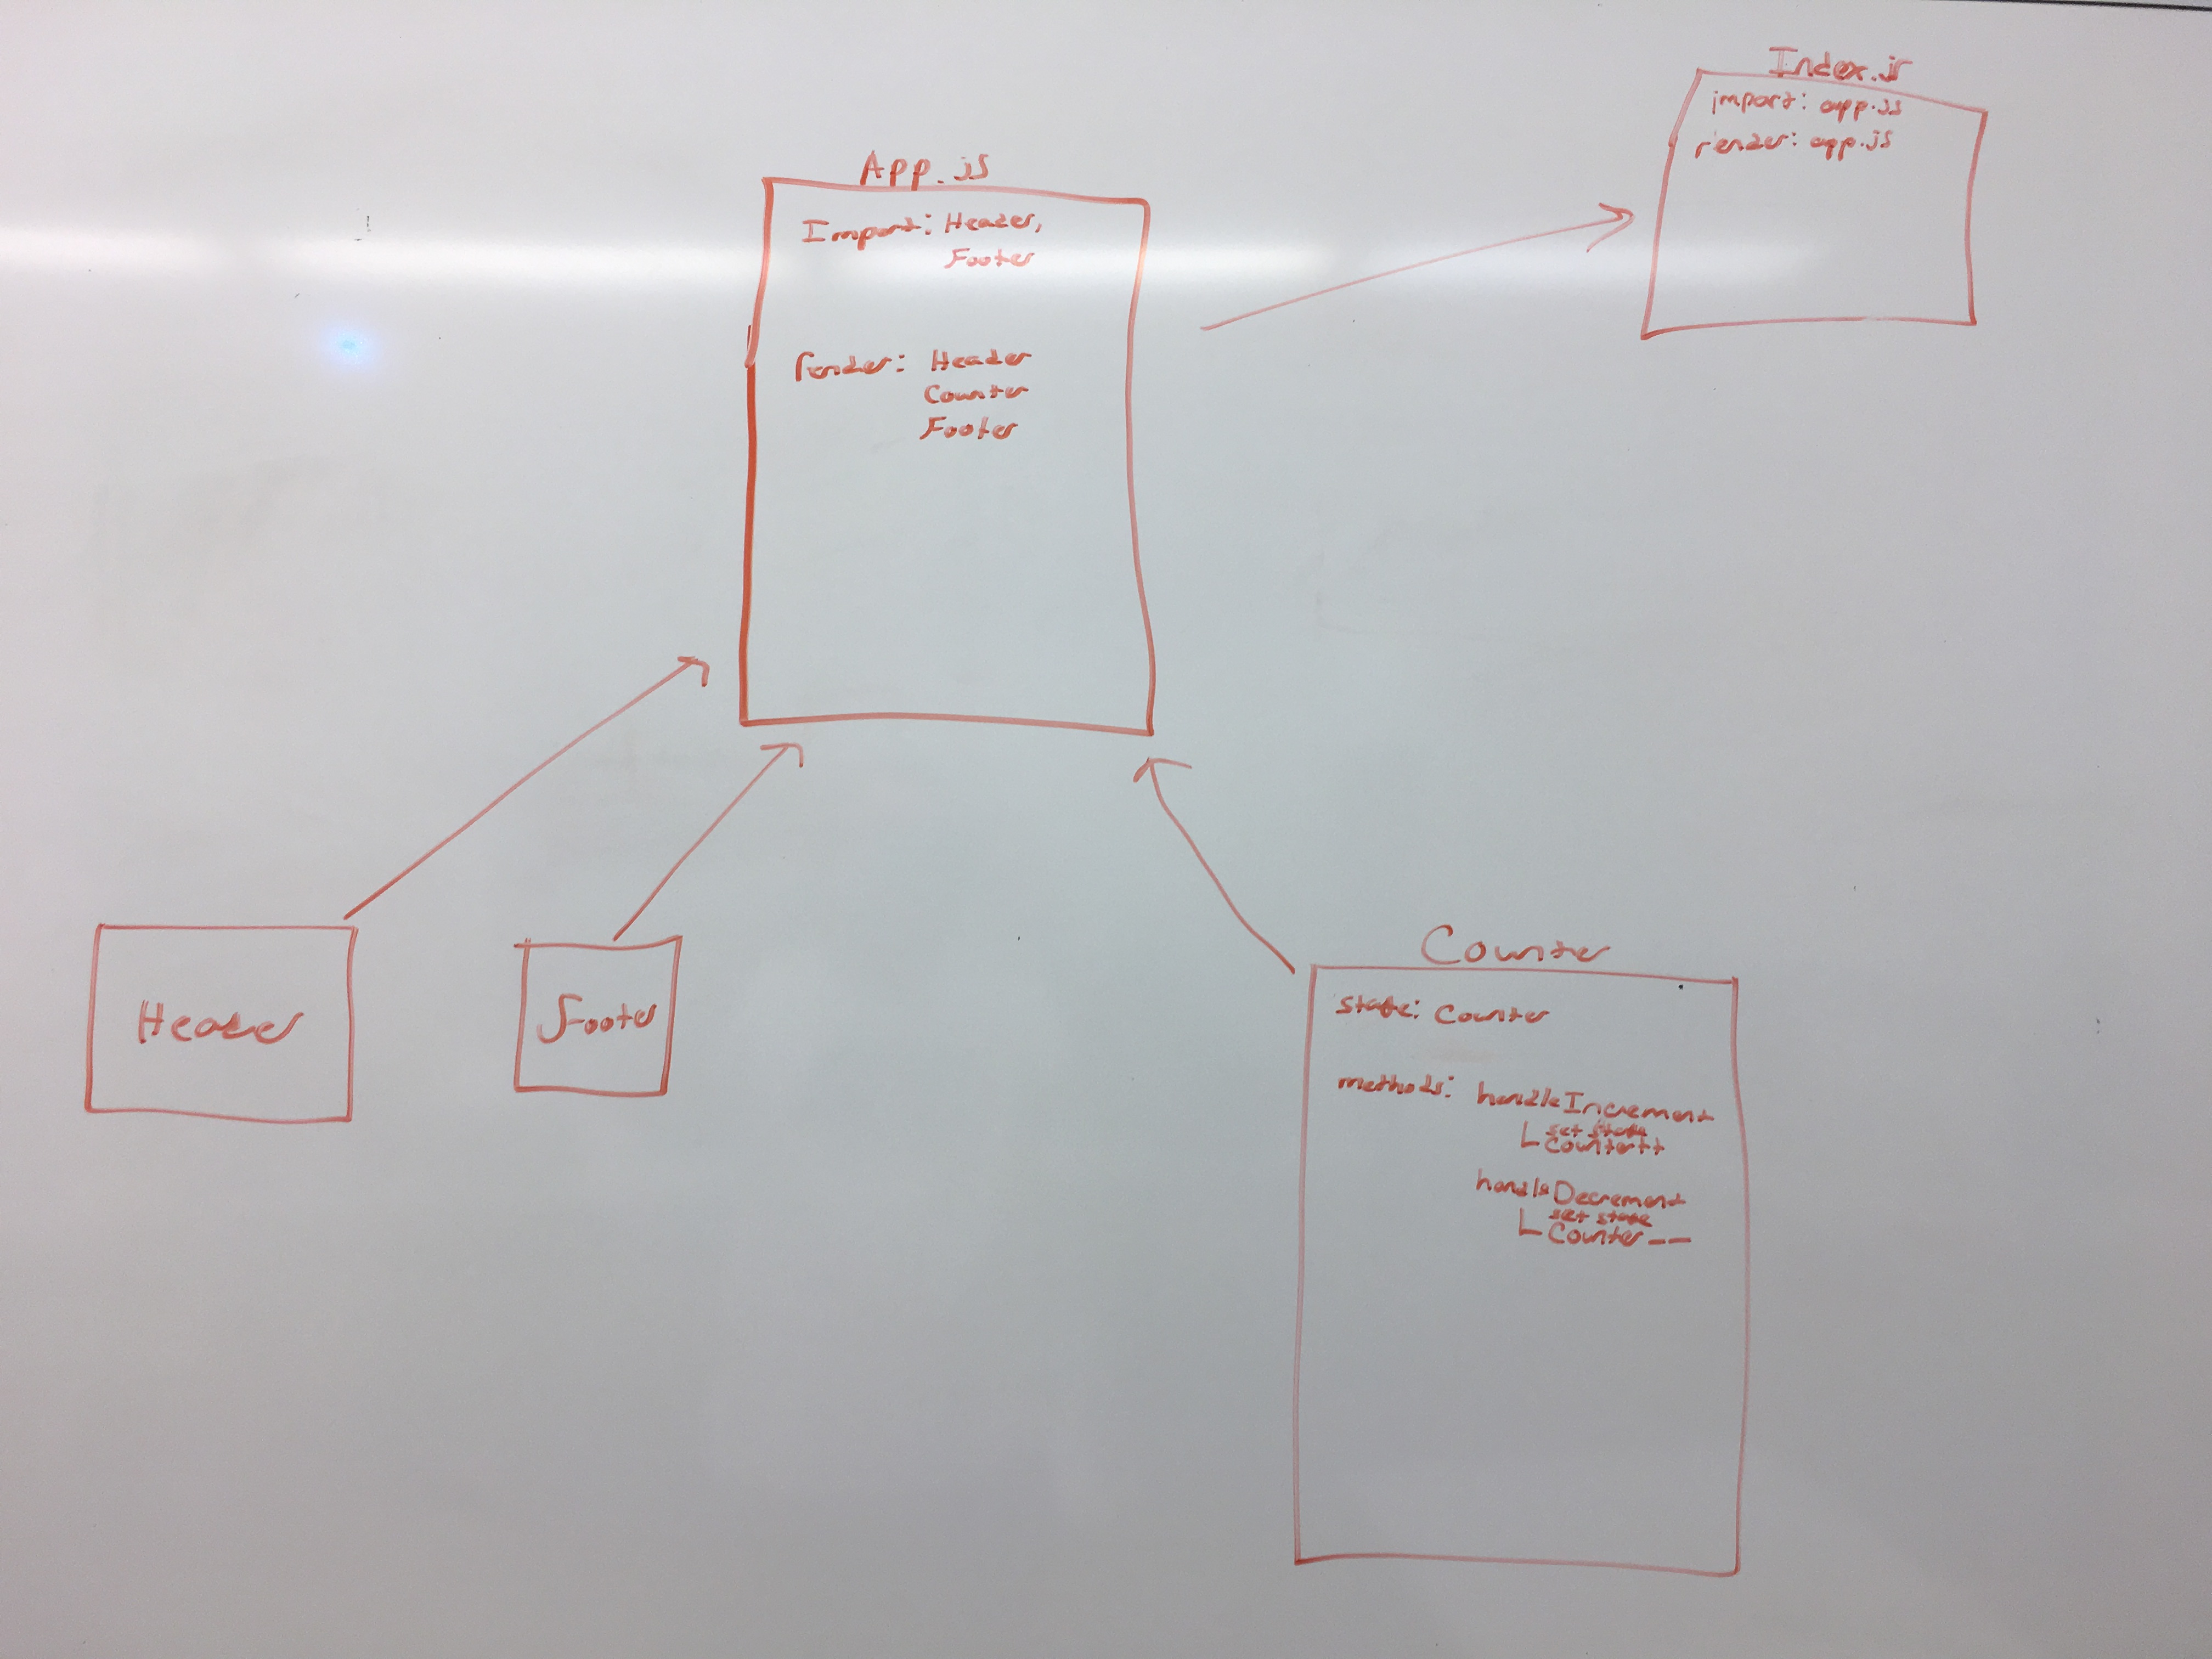 Index.js
import: app.js
render: app.js
App.js
Import: Header,
Footer
render: Header
Counter
Footer
Header
Footer
Counter
state: Counter
methods: handleIncrement
set state
Counter++
handleDecrement
set state
Counter--